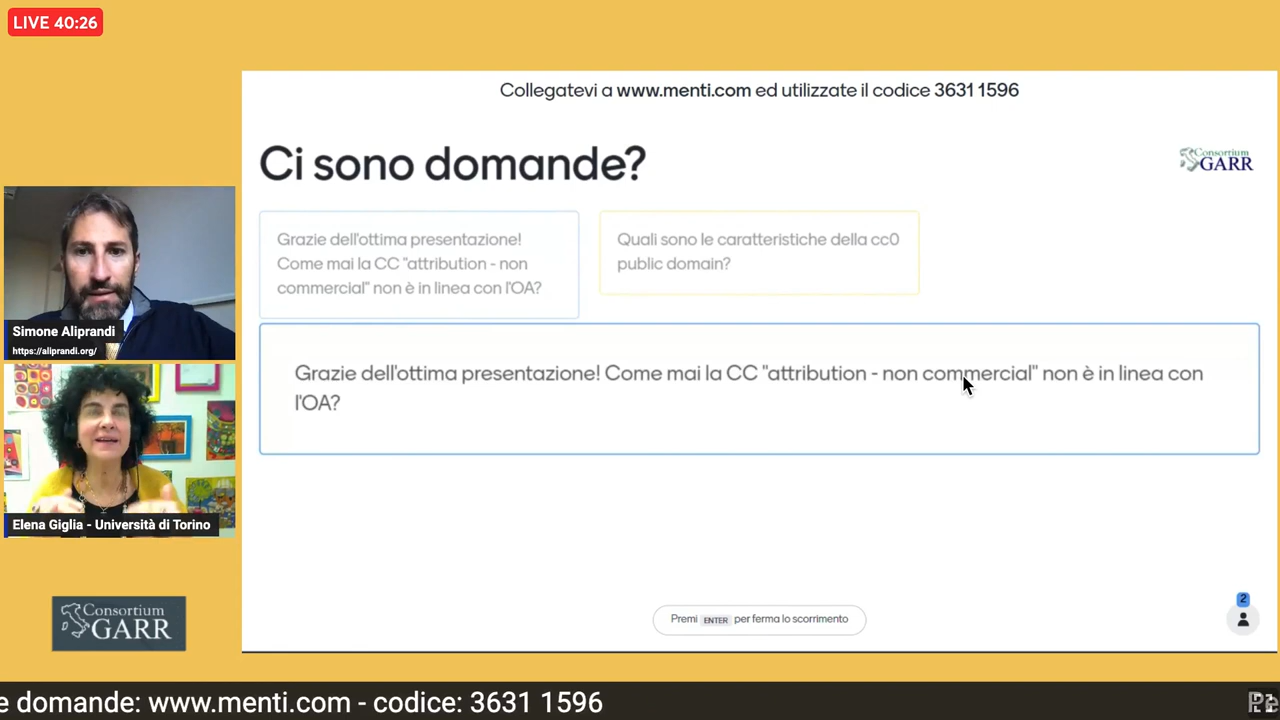 LIVE 40:26
Collegatevi a www.menti.com ed utilizzate il codice 3631 1596
Ci sono domande?
Consortium
GARR
Grazie dell'ottima presentazione!
Come mai la CC "attribution - non
commercial" non è in linea con l'OA?
Quali sono le caratteristiche della cc0
public domain?
Grazie dell'ottima presentazione! Come mai la CC "attribution - non commercial" non è in linea con
l'OA?
Simone Aliprandi
https://aliprandi.org/
Elena Giglia - Università di Torino
Consortium
GARR
Premi ENTER per ferma lo scorrimento
2
e domande: www.menti.com - codice: 3631 1596